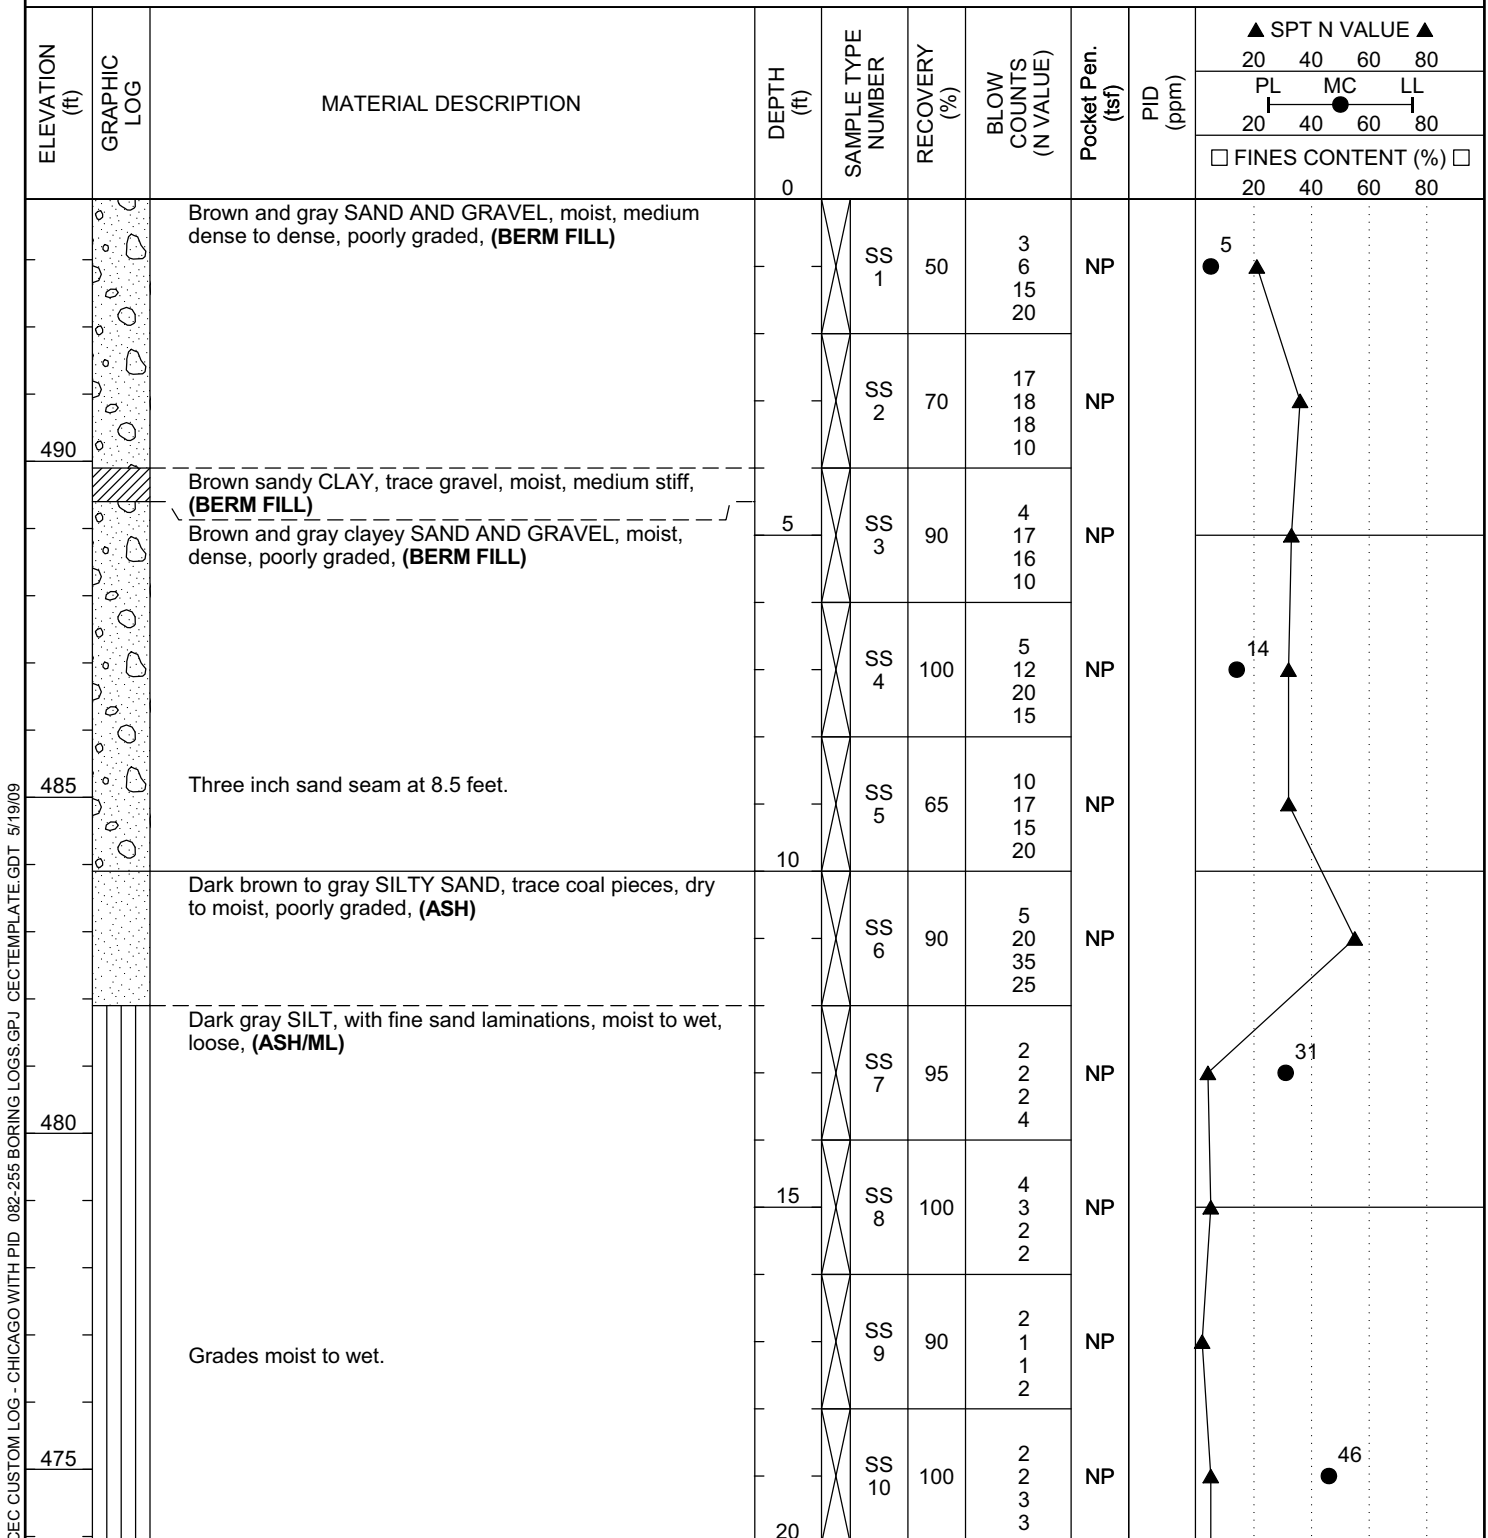 ELEVATION
(ft)
GRAPHIC
LOG
MATERIAL DESCRIPTION
DEPTH
(ft)
0
SAMPLE TYPE
NUMBER
RECOVERY
(%)
BLOW
COUNTS
(N VALUE)
Pocket Pen.
(tsf)
PID
(ppm)
▲ SPT N VALUE ▲
20 40 60 80
PL MC LL
20 40 60 80
□ FINES CONTENT (%) □
20 40 60 80
Brown and gray SAND AND GRAVEL, moist, medium
dense to dense, poorly graded, (BERM FILL)
SS
1
50
3
6
15
20
NP
5
SS
2
70
17
18
18
10
NP
490
Brown sandy CLAY, trace gravel, moist, medium stiff,
(BERM FILL)
Brown and gray clayey SAND AND GRAVEL, moist,
dense, poorly graded, (BERM FILL)
5
SS
3
90
4
17
16
10
NP
SS
4
100
5
12
20
15
NP
14
485
Three inch sand seam at 8.5 feet.
SS
5
65
10
17
15
20
NP
10
Dark brown to gray SILTY SAND, trace coal pieces, dry
to moist, poorly graded, (ASH)
SS
6
90
5
20
35
25
NP
Dark gray SILT, with fine sand laminations, moist to wet,
loose, (ASH/ML)
SS
7
95
2
2
2
4
NP
31
480
15
SS
8
100
4
3
2
2
NP
Grades moist to wet.
SS
9
90
2
1
1
2
NP
475
SS
10
100
2
2
3
3
NP
46
20
CEC CUSTOM LOG - CHICAGO WITH PID 082-255 BORING LOGS.GPJ CECTEMPLATE.GDT 5/19/09